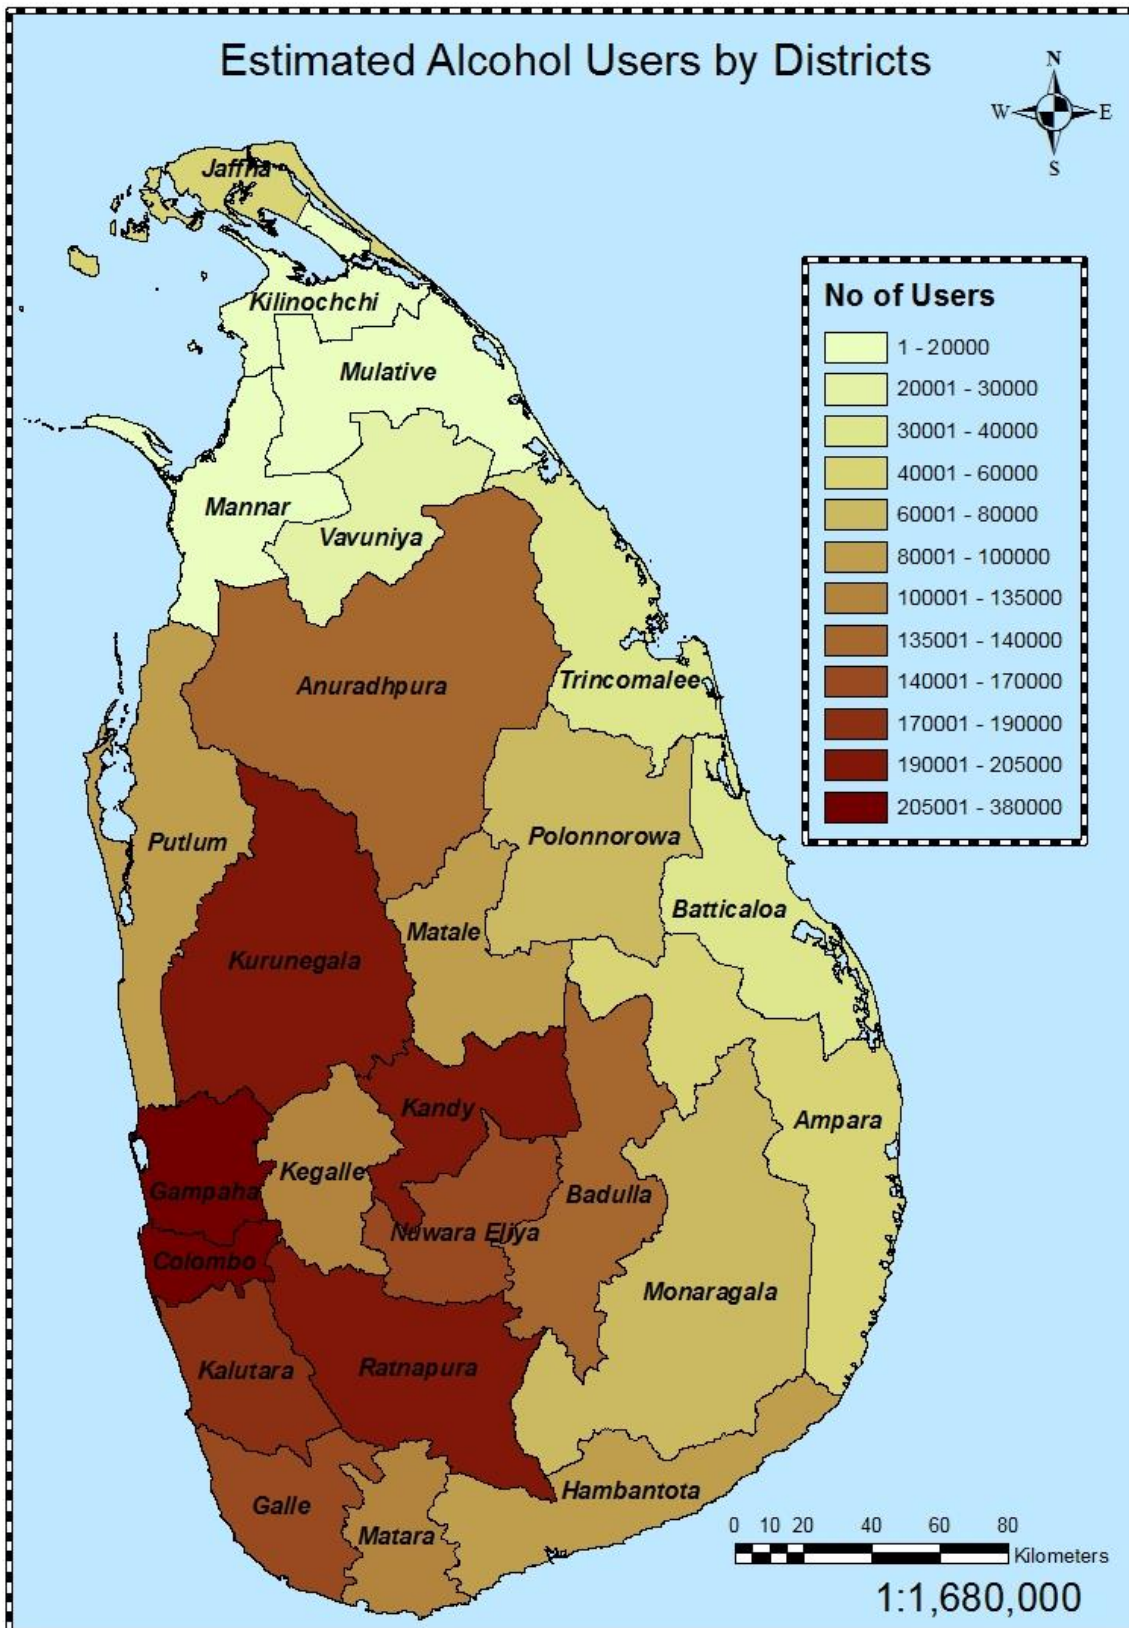 Estimated Alcohol Users by Districts
N
W E
S
Jaffna
Kilinochchi
Mulative
Mannar
Vavuniya
Anuradhpura
Trincomalee
Putlum
Polonnorowa
Matale
Batticaloa
Kurunegala
Kandy
Ampara
Kegalle
Gampaha
Badulla
Nuwara Eliya
Colombo
Monaragala
Kalutara
Ratnapura
Hambantota
Galle
Matara
No of Users
1 - 20000
20001 - 30000
30001 - 40000
40001 - 60000
60001 - 80000
80001 - 100000
100001 - 135000
135001 - 140000
140001 - 170000
170001 - 190000
190001 - 205000
205001 - 380000
0 10 20 40 60 80
Kilometers
1:1,680,000